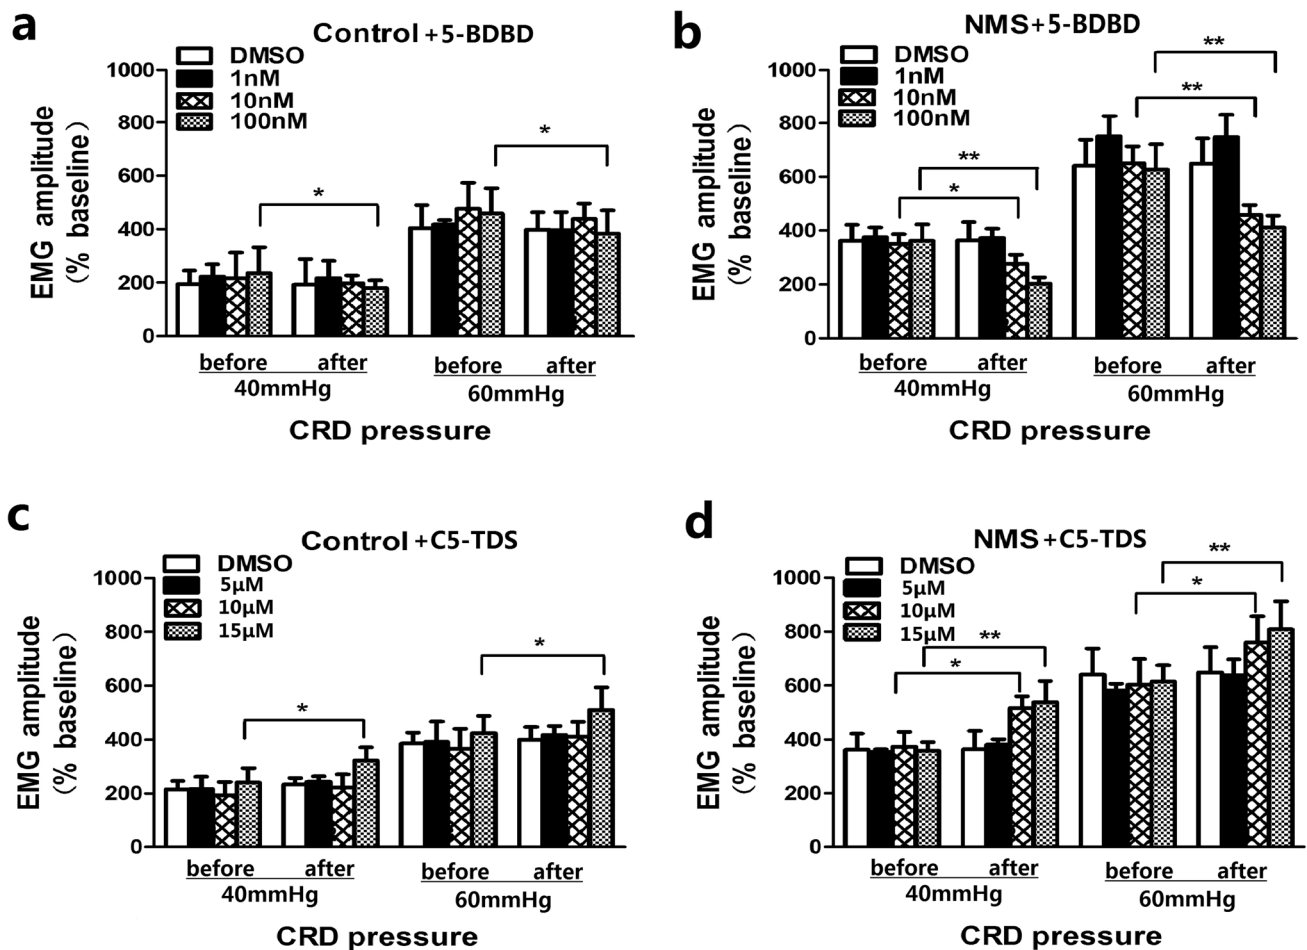 a
Control +5-BDBD
DMSO
1nM
10nM
100nM
EMG amplitude
(% baseline)
1000
800
600
400
200
0
*
*
before after before after
40mmHg 60mmHg
CRD pressure
b
NMS+5-BDBD
DMSO
1nM
10nM
100nM
EMG amplitude
(% baseline)
1000
800
600
400
200
0
**
*
**
**
before after before after
40mmHg 60mmHg
CRD pressure
c
Control +C5-TDS
DMSO
5μM
10μM
15μM
EMG amplitude
(% baseline)
1000
800
600
400
200
0
*
*
before after before after
40mmHg 60mmHg
CRD pressure
d
NMS +C5-TDS
DMSO
5μM
10μM
15μM
EMG amplitude
(% baseline)
1000
800
600
400
200
0
**
*
**
*
before after before after
40mmHg 60mmHg
CRD pressure